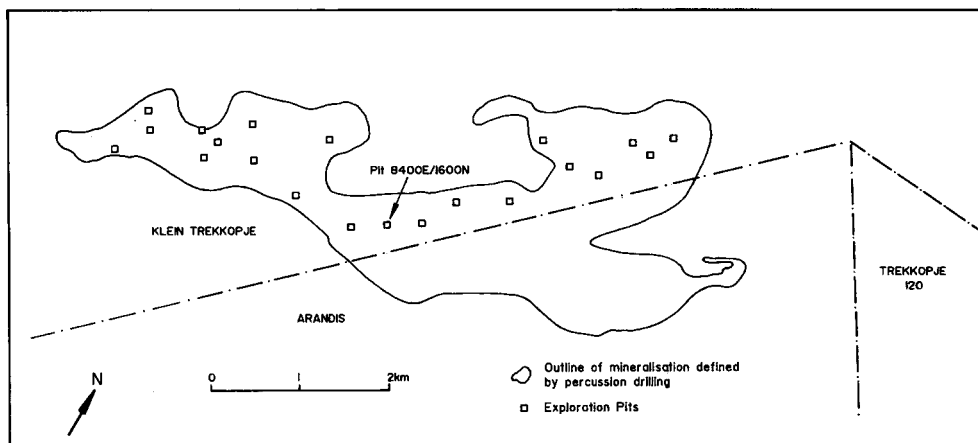 Pit 8400E/1600N
KLEIN TREKKOPJE
TREKKOPJE
120
ARANDIS
N
0 1 2km
Outline of mineralisation defined
by percussion drilling
Exploration Pits